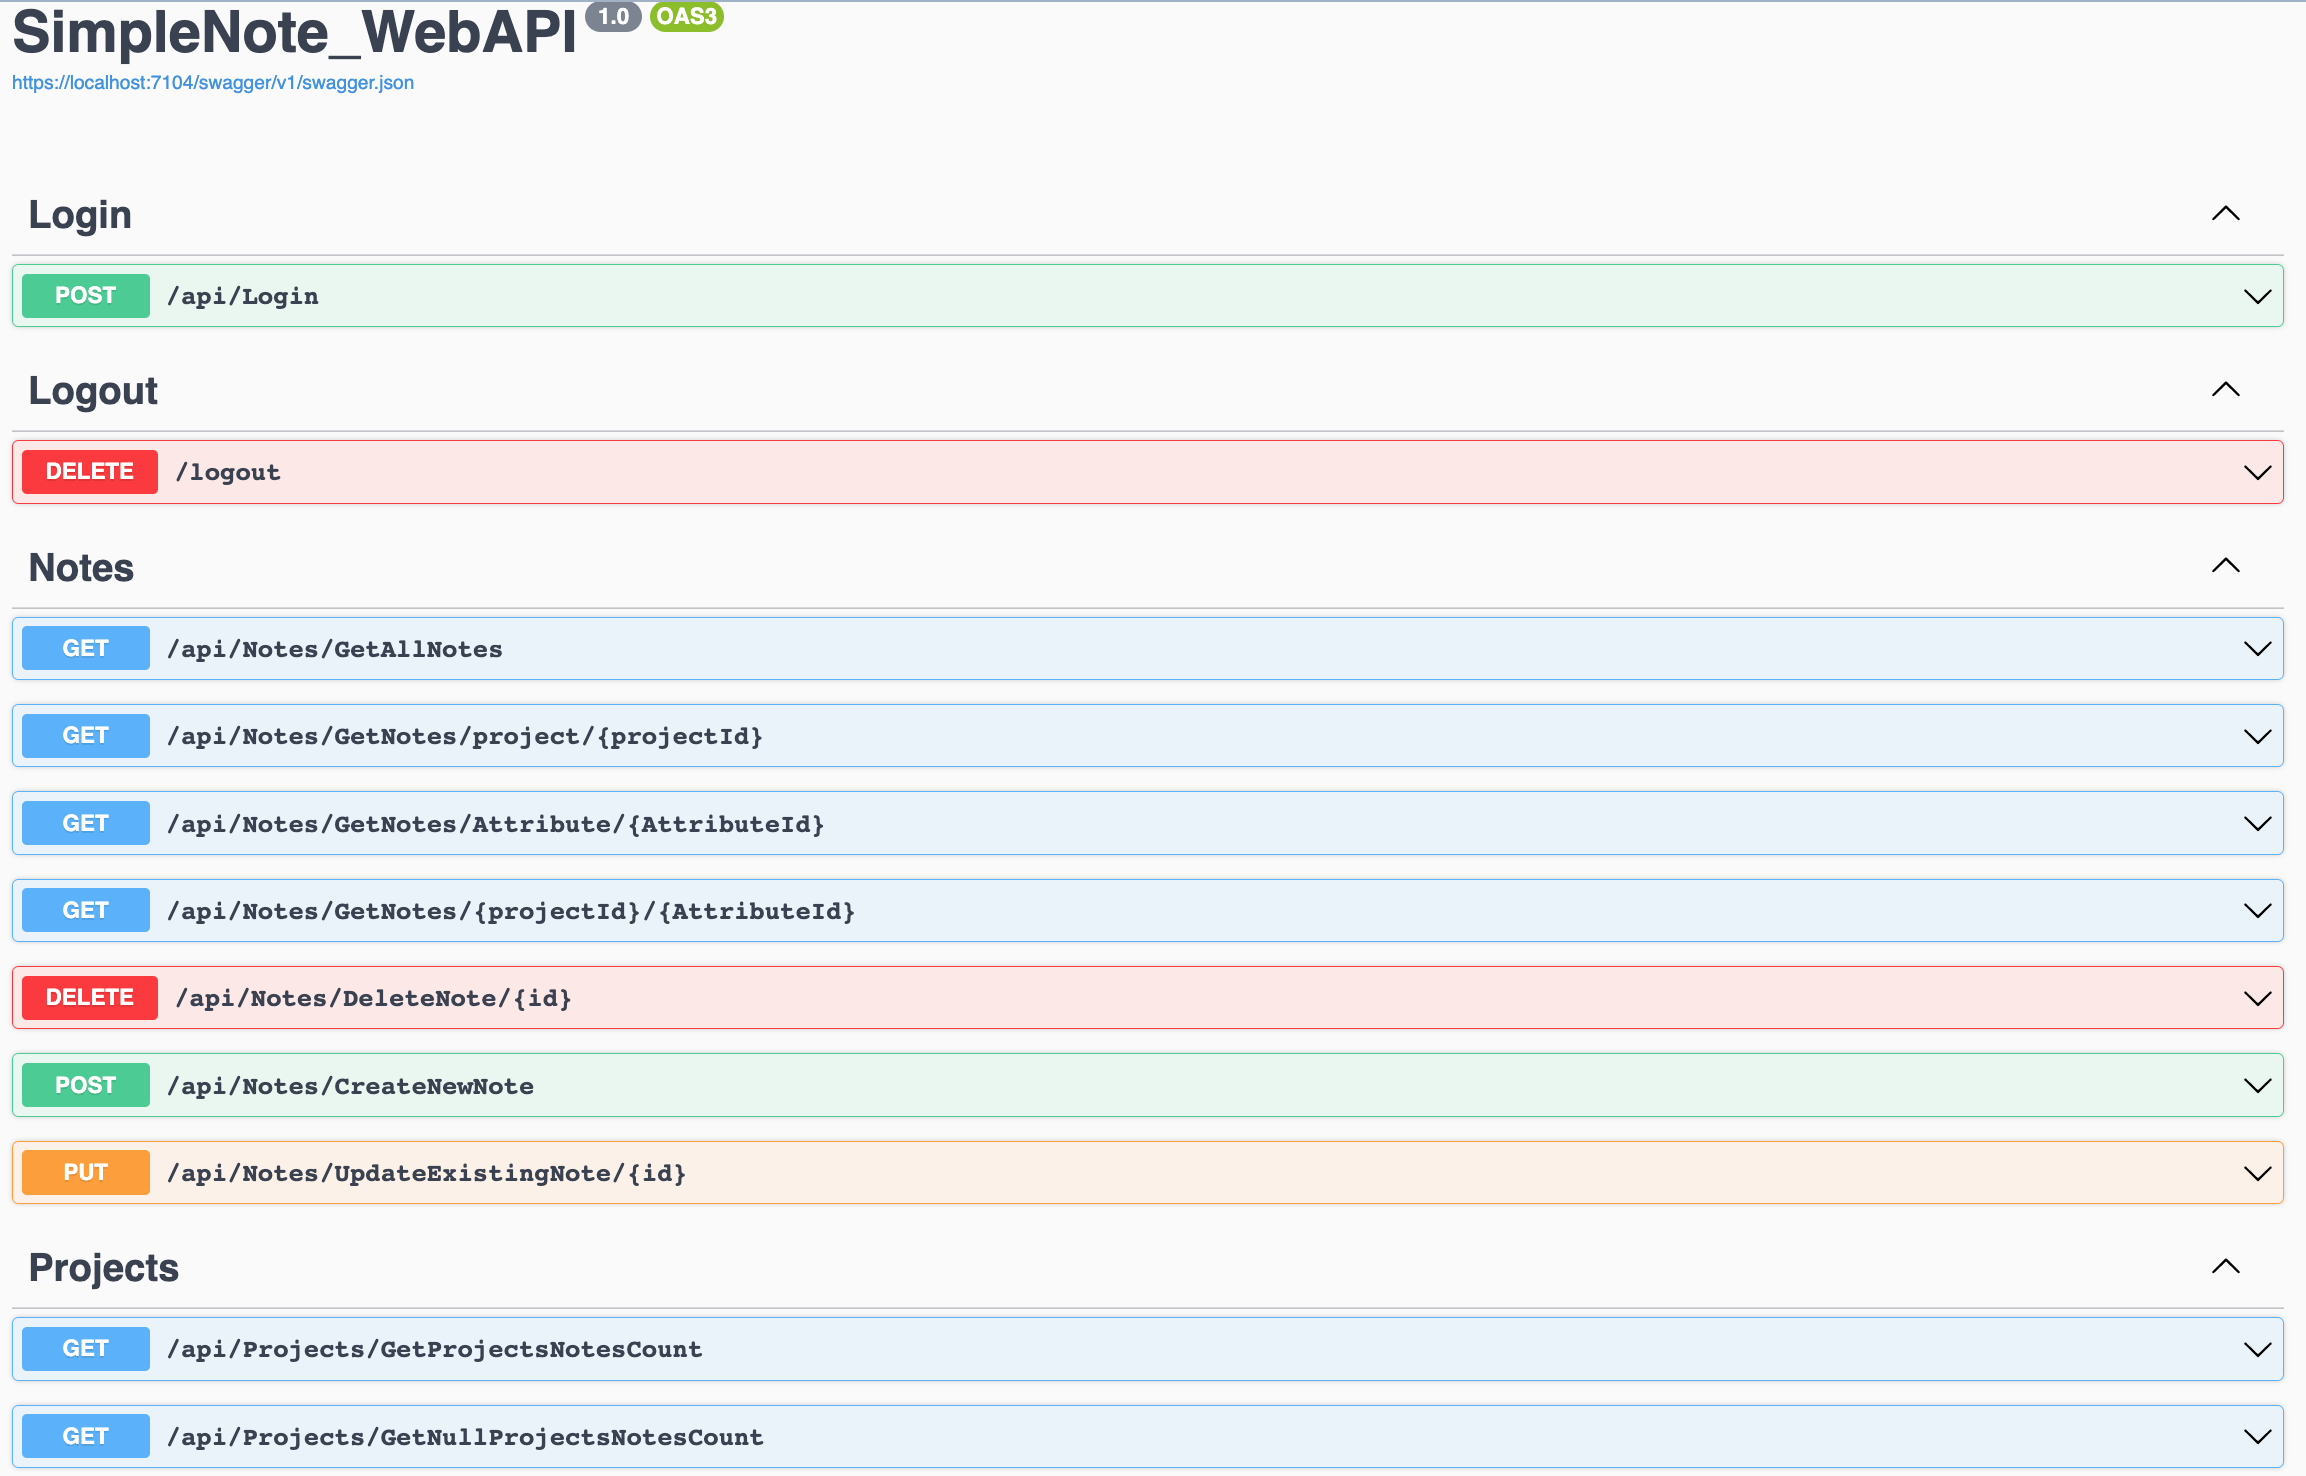 SimpleNote_WebAPI 1.0 OAS3
https://localhost:7104/swagger/v1/swagger.json
Login
POST /api/Login
Logout
DELETE /logout
Notes
GET /api/Notes/GetAllNotes
GET /api/Notes/GetNotes/project/{projectId}
GET /api/Notes/GetNotes/Attribute/{AttributeId}
GET /api/Notes/GetNotes/{projectId}/{AttributeId}
DELETE /api/Notes/DeleteNote/{id}
POST /api/Notes/CreateNewNote
PUT /api/Notes/UpdateExistingNote/{id}
Projects
GET /api/Projects/GetProjectsNotesCount
GET /api/Projects/GetNullProjectsNotesCount